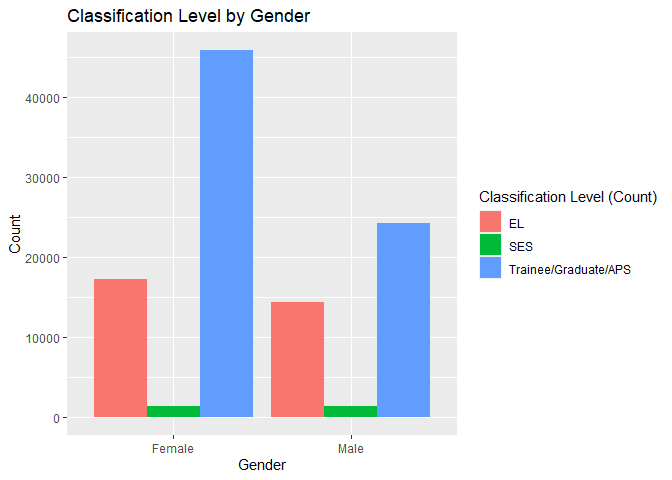 Classification Level by Gender
Count
40000
30000
20000
10000
0
Female
Male
Gender
Classification Level (Count)
EL
SES
Trainee/Graduate/APS